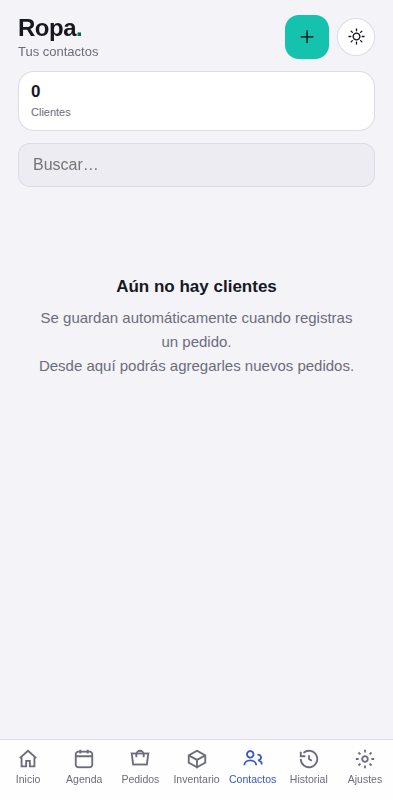 Ropa.
Tus contactos
0
Clientes
Buscar…
Aún no hay clientes
Se guardan automáticamente cuando registras
un pedido.
Desde aquí podrás agregarles nuevos pedidos.
Inicio
Agenda
Pedidos
Inventario
Contactos
Historial
Ajustes